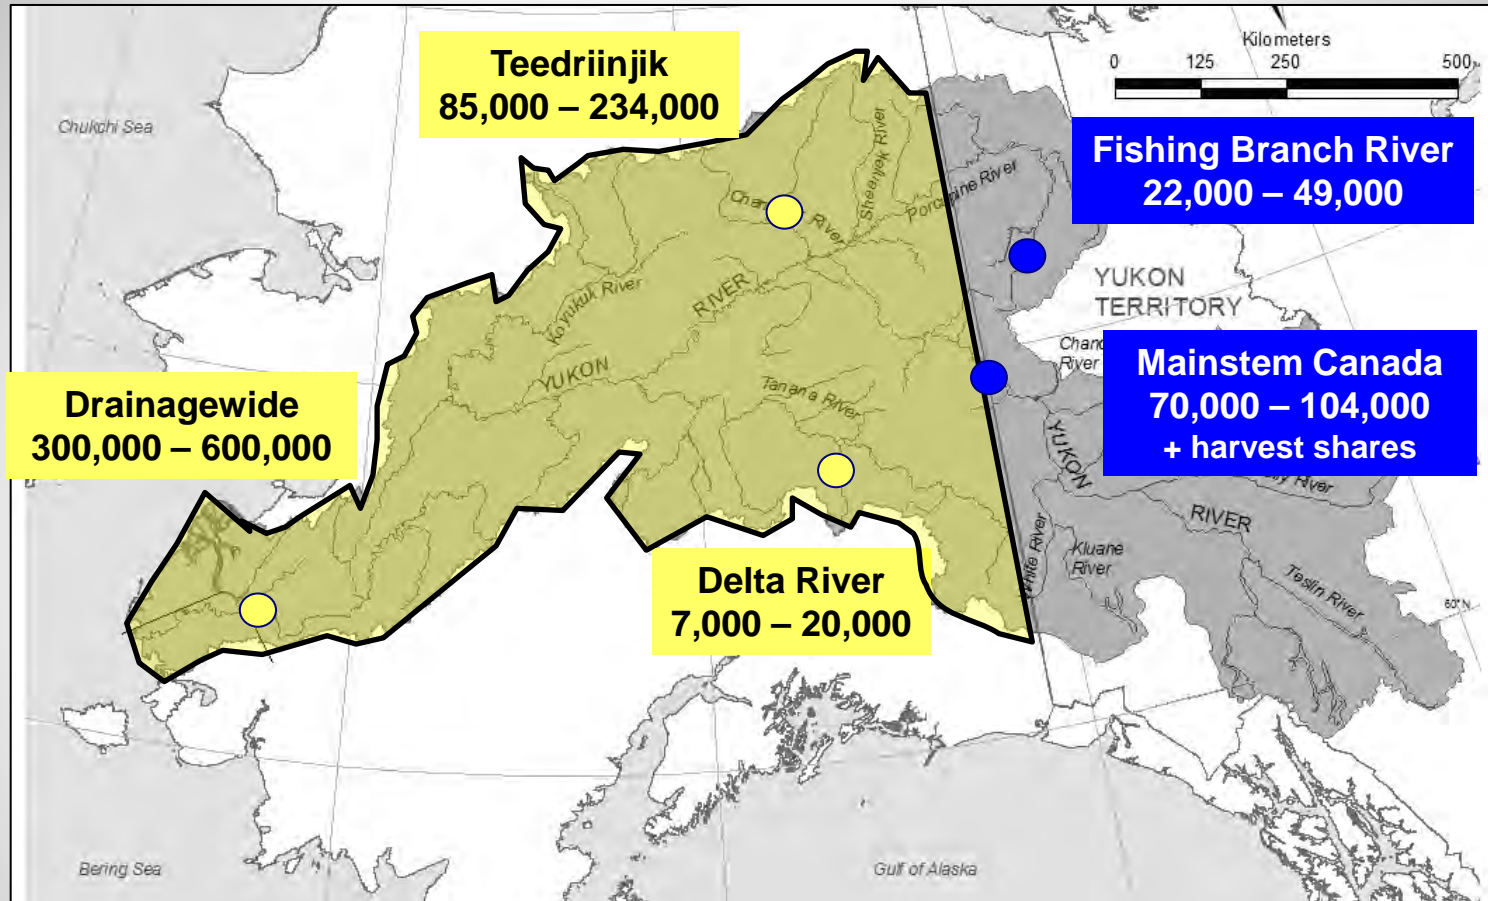 Kilometers
0 125 250 500
Teedriinjik
85,000 – 234,000
Chukchi Sea
Fishing Branch River
22,000 – 49,000
Sheenjek River
Porcupine River
River
YUKON
TERRITORY
Koyukuk River
RIVER
YUKON
Tanana River
River
Mainstem Canada
70,000 – 104,000
+ harvest shares
Drainagewide
300,000 – 600,000
YUKON
River
RIVER
White River
Kluane
River
Teslin River
60° N
Delta River
7,000 – 20,000
Bering Sea
Gulf of Alaska